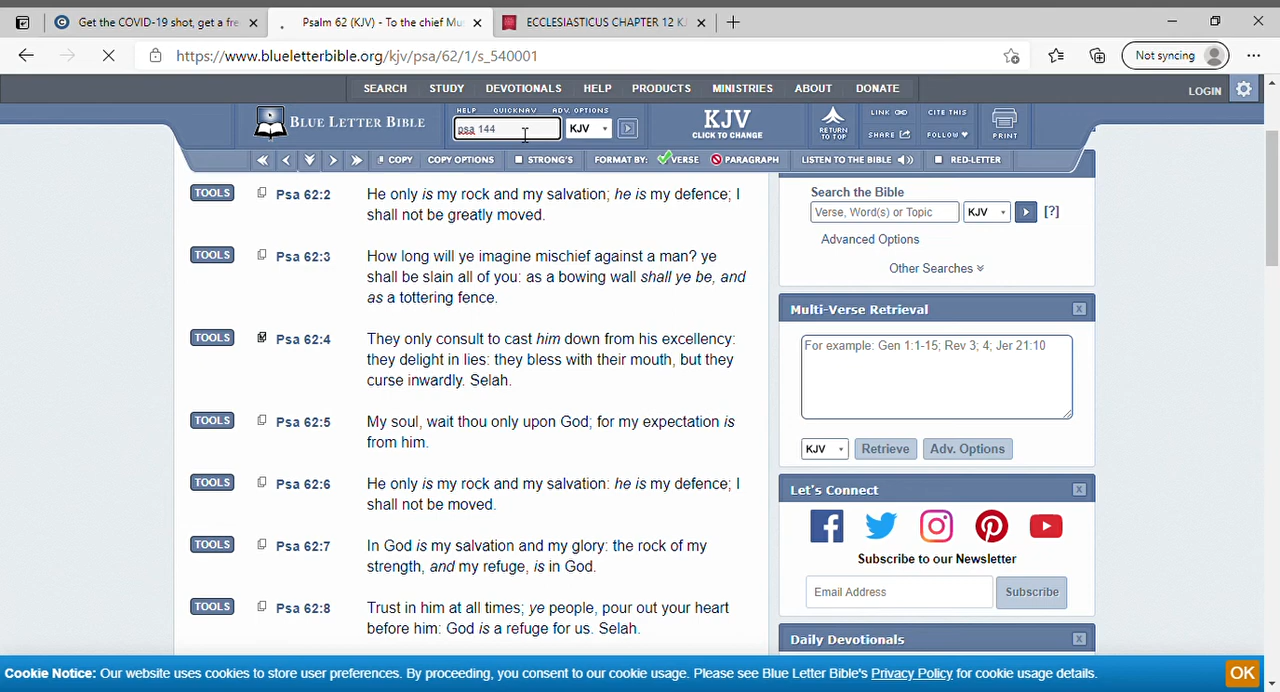 Get the COVID-19 shot, get a fre
Psalm 62 (KJV) - To the chief Mu
ECCLESIASTICUS CHAPTER 12 K
https://www.blueletterbible.org/kjv/psa/62/1/s_540001
Not syncing
SEARCH STUDY DEVOTIONALS HELP PRODUCTS MINISTRIES ABOUT DONATE
LOGIN
BLUE LETTER BIBLE
HELP QUICKNAV ADV. OPTIONS
psa 144
KJV
KJV
CLICK TO CHANGE
RETURN
TO TOP
LINK
CITE THIS
SHARE
FOLLOW
PRINT
COPY COPY OPTIONS STRONG'S FORMAT BY: VERSE PARAGRAPH LISTEN TO THE BIBLE RED-LETTER
TOOLS Psa 62:2 He only is my rock and my salvation; he is my defence; I
shall not be greatly moved.
TOOLS Psa 62:3 How long will ye imagine mischief against a man? ye
shall be slain all of you: as a bowing wall shall ye be, and
as a tottering fence.
TOOLS Psa 62:4 They only consult to cast him down from his excellency:
they delight in lies: they bless with their mouth, but they
curse inwardly. Selah.
TOOLS Psa 62:5 My soul, wait thou only upon God; for my expectation is
from him.
TOOLS Psa 62:6 He only is my rock and my salvation: he is my defence; I
shall not be moved.
TOOLS Psa 62:7 In God is my salvation and my glory: the rock of my
strength, and my refuge, is in God.
TOOLS Psa 62:8 Trust in him at all times; ye people, pour out your heart
before him: God is a refuge for us. Selah.
Search the Bible
Verse, Word(s) or Topic KJV [?]
Advanced Options
Other Searches
Multi-Verse Retrieval
For example: Gen 1:1-15; Rev 3; 4; Jer 21:10
KJV Retrieve Adv. Options
Let's Connect
Subscribe to our Newsletter
Email Address Subscribe
Daily Devotionals
Cookie Notice: Our website uses cookies to store user preferences. By proceeding, you consent to our cookie usage. Please see Blue Letter Bible's Privacy Policy for cookie usage details.
OK